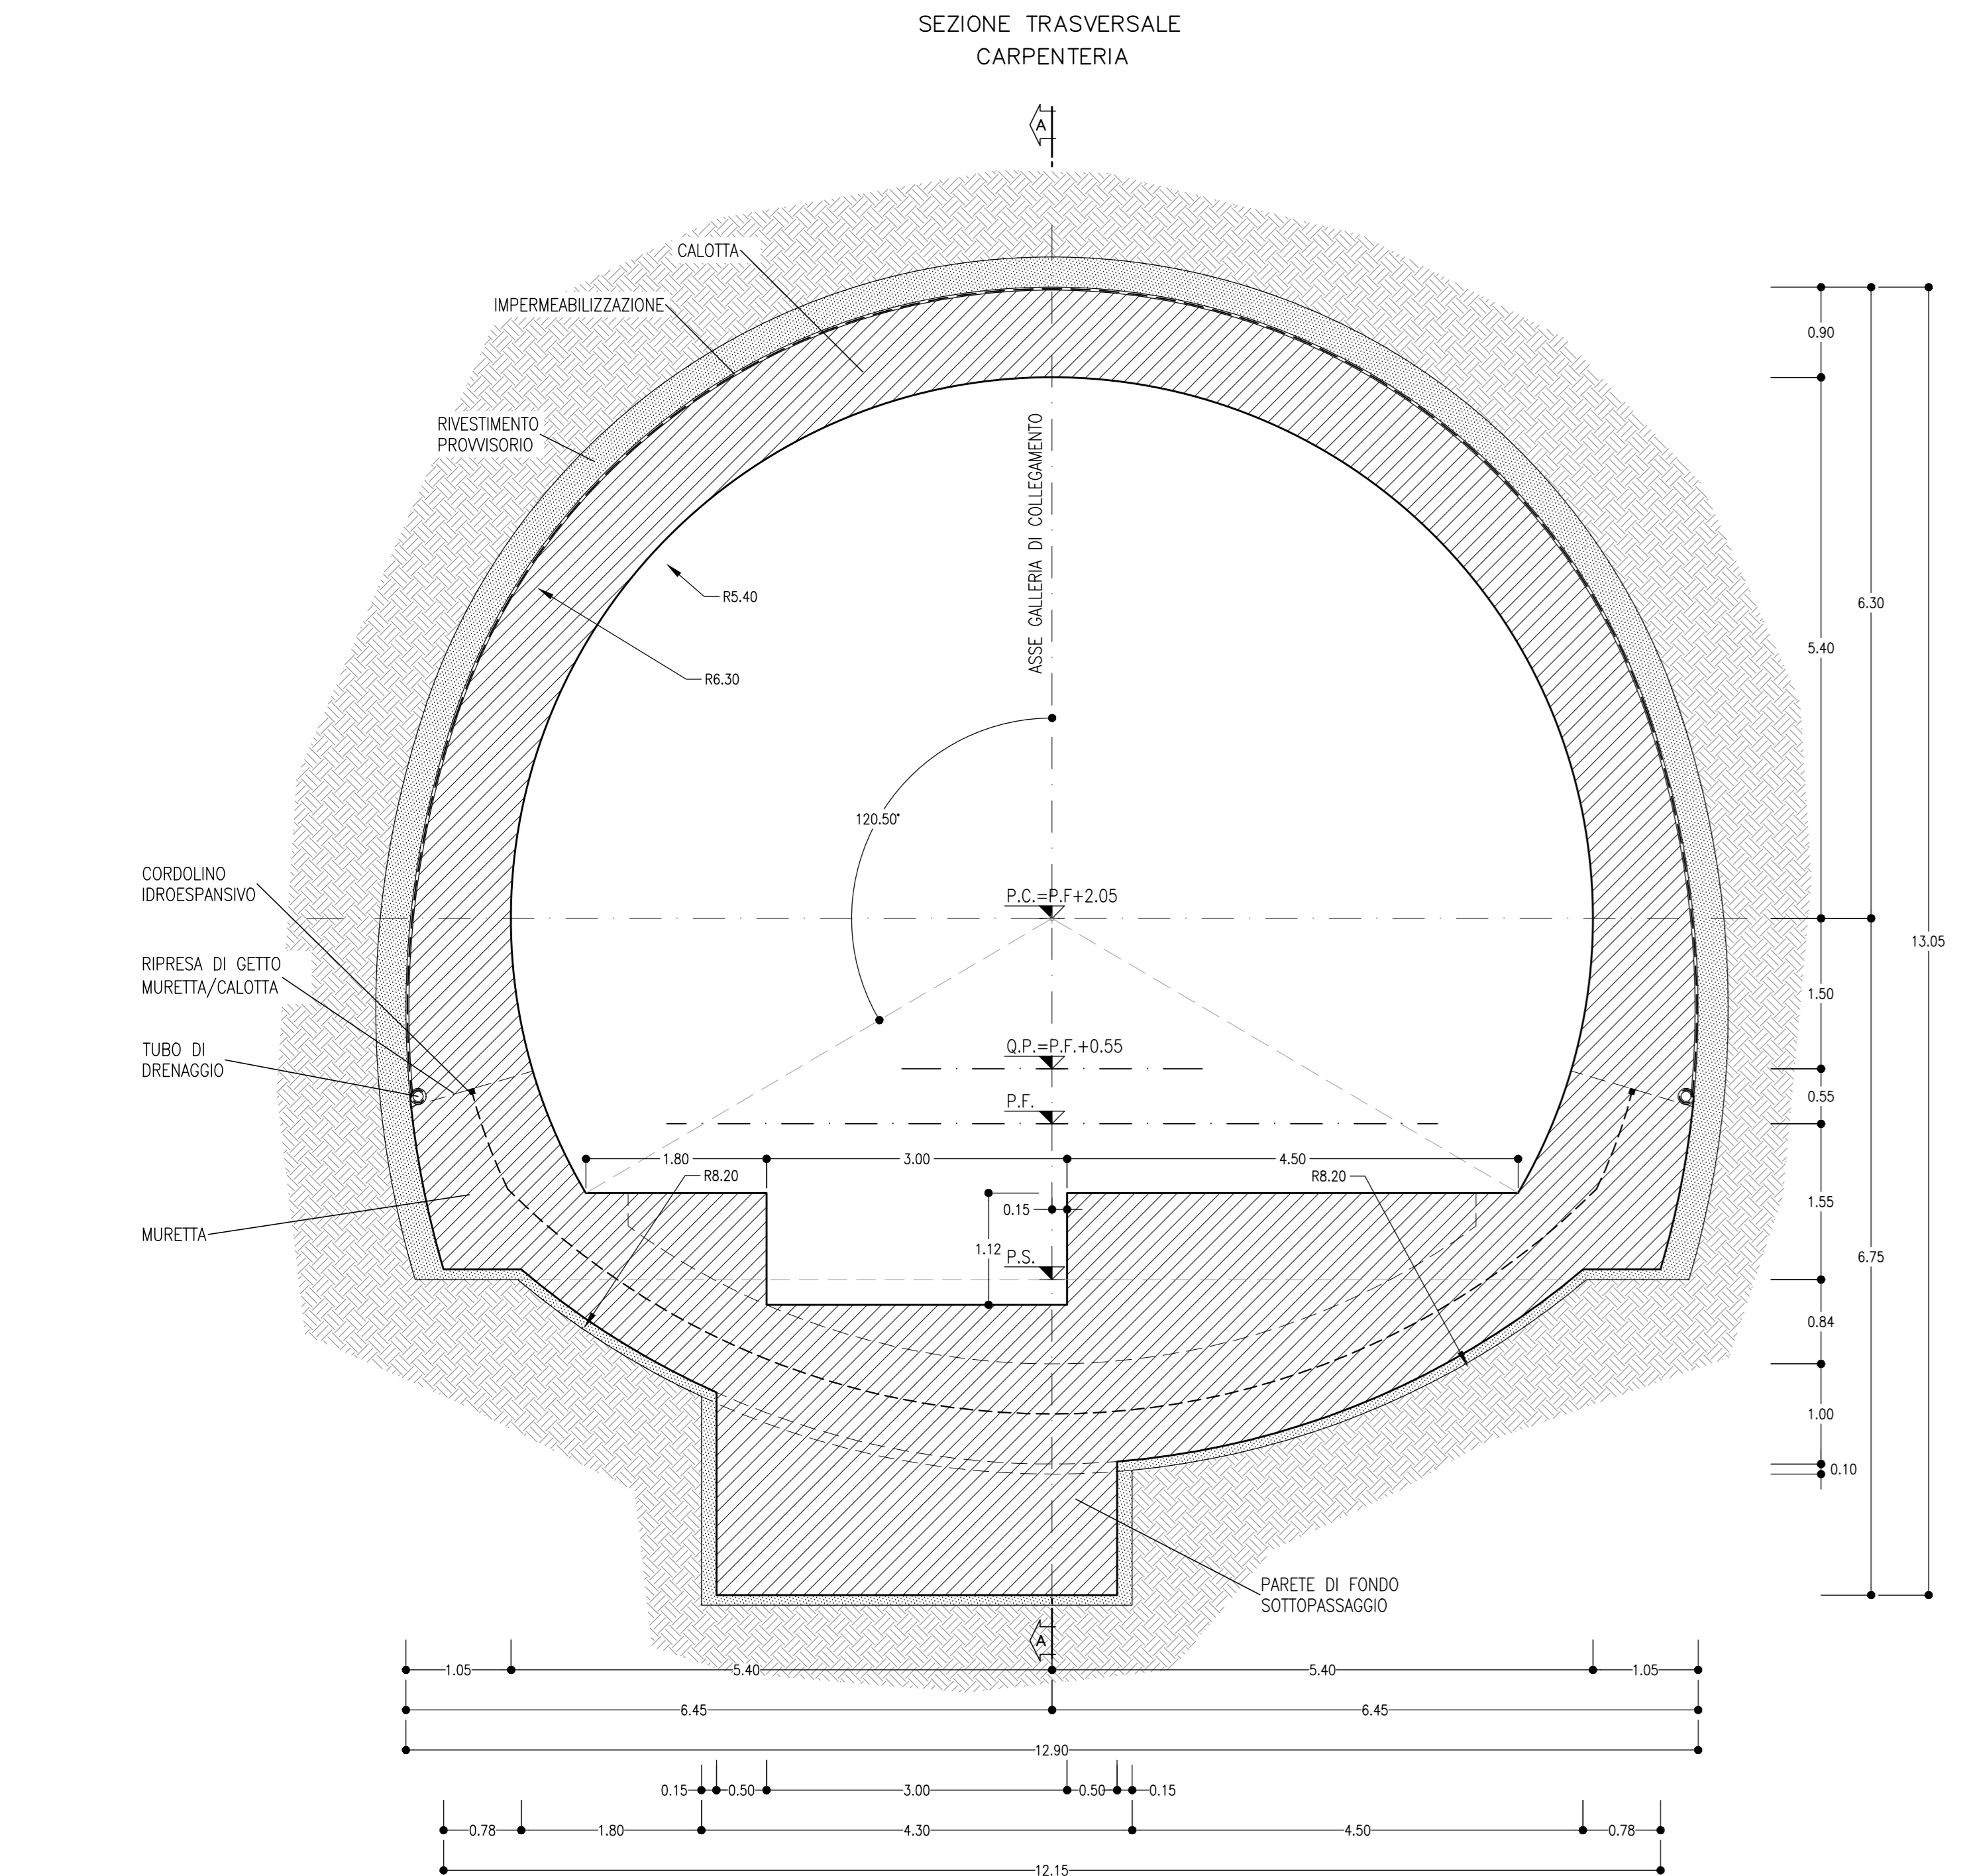 SEZIONE TRASVERSALE
CARPENTERIA
A
CALOTTA
IMPERMEABILIZZAZIONE
RIVESTIMENTO
PROVVISORIO
R5.40
R6.30
ASSE GALLERIA DI COLLEGAMENTO
120.50°
P.C.=P.F+2.05
Q.P.=P.F.+0.55
P.F.
CORDOLINO
IDROESPANSIVO
RIPRESA DI GETTO
MURETTA/CALOTTA
TUBO DI
DRENAGGIO
MURETTA
1.80
3.00
4.50
R8.20
R8.20
0.15
1.12
P.S.
PARETE DI FONDO
SOTTOPASSAGGIO
A
0.90
5.40
1.50
0.55
1.55
0.84
1.00
0.10
6.30
6.75
13.05
1.05
5.40
5.40
1.05
6.45
6.45
12.90
0.15
0.50
3.00
0.50
0.15
0.78
1.80
4.30
4.50
0.78
12.15